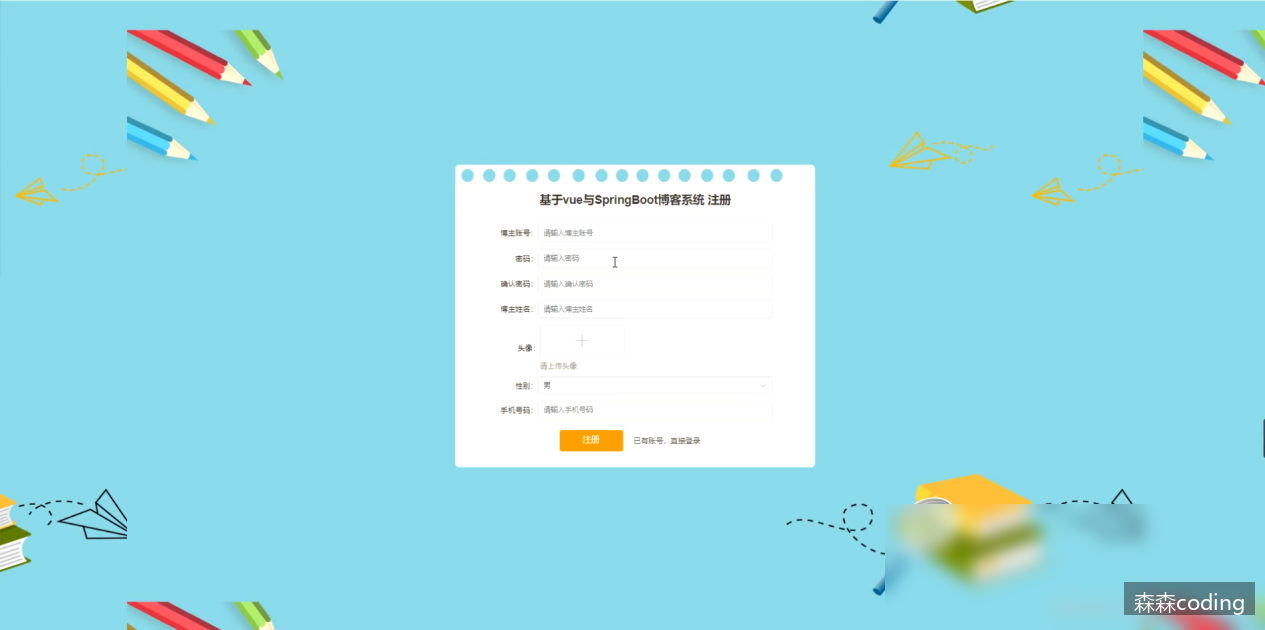 基于vue与SpringBoot博客系统 注册
博主账号: 请输入博主账号
密码: 请输入密码
确认密码: 请输入确认密码
博主姓名: 请输入博主姓名
头像:
请上传头像
性别: 男
手机号码: 请输入手机号码
注册 已有账号，直接登录
森森coding